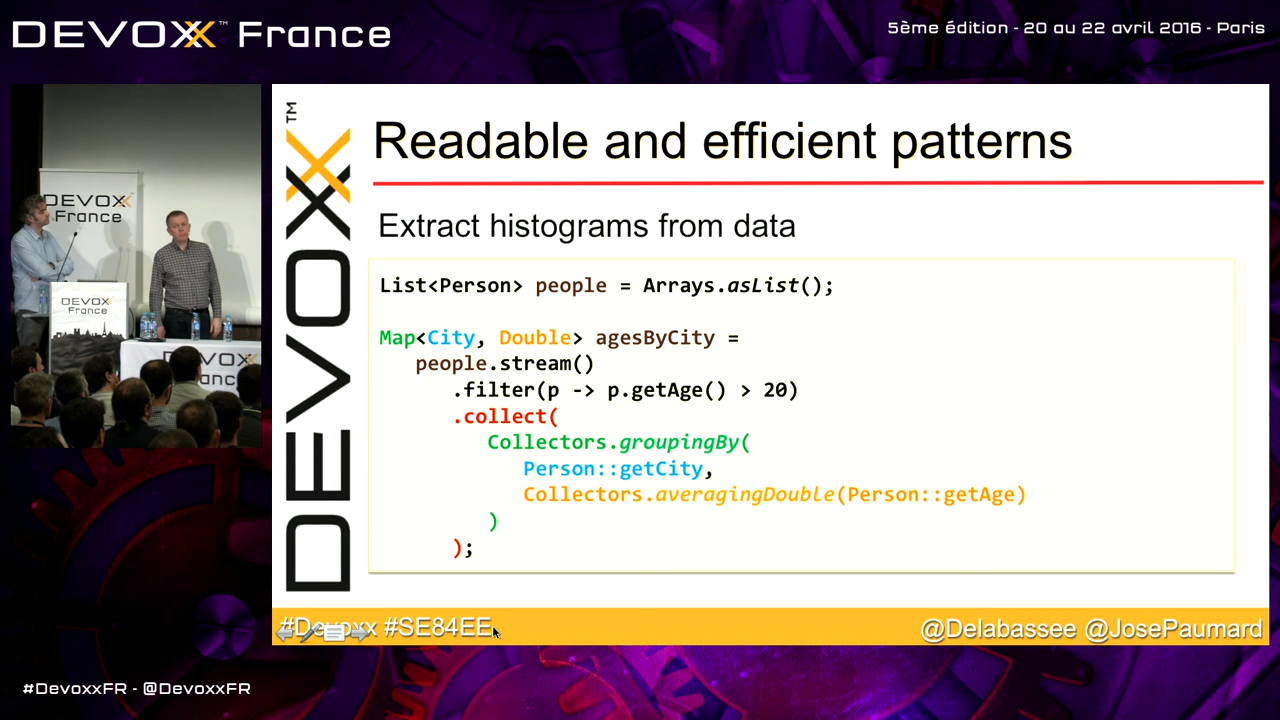 DEVOXX™ France
5ème édition - 20 au 22 avril 2016 - Paris
DEVOXX
France
DEVOXX
France
DEVOXX
France
DEVOXX™
Readable and efficient patterns
Extract histograms from data
List<Person> people = Arrays.asList();
Map<City, Double> agesByCity =
people.stream()
.filter(p -> p.getAge() > 20)
.collect(
Collectors.groupingBy(
Person::getCity,
Collectors.averagingDouble(Person::getAge)
)
);
#Devoxx #SE84EE
@Delabassee @JosePaumard
#DevoxxFR - @DevoxxFR